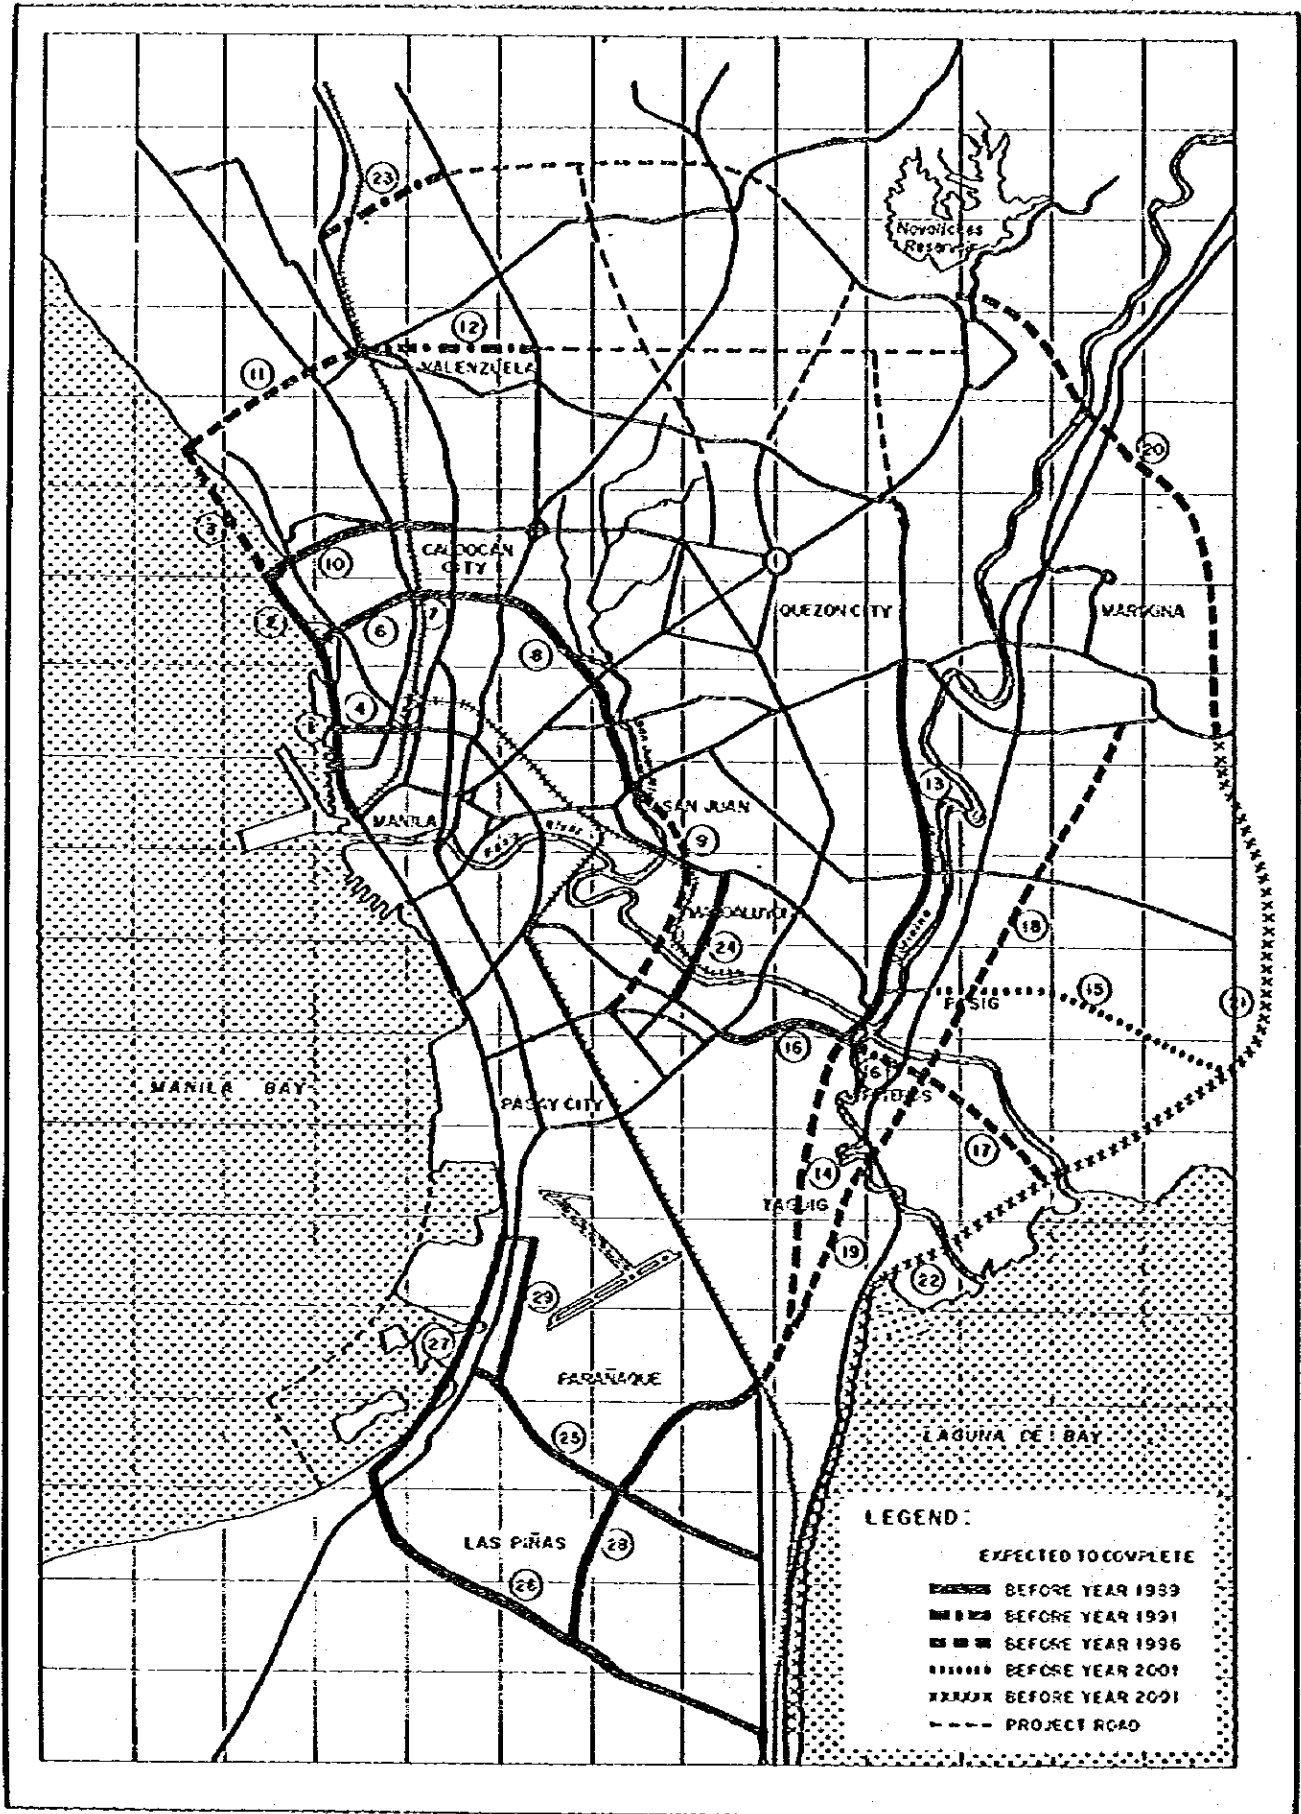 23
Novaliches
Reservoir
12
VALENZUELA
11
20
3
CALOOCAN
CITY
10
1
2
6
7
QUEZON CITY
MARIKINA
8
4
5
13
SAN JUAN
MANILA
RIVER
9
MANDALUYONG
24
18
15
21
PASIG
16
16
MANILA BAY
PATEROS
PASAY CITY
17
14
TAGUIG
19
22
29
27
PARAÑAQUE
25
LAGUNA DE BAY
LEGEND:
LAS PIÑAS
28
EXPECTED TO COMPLETE
26
BEFORE YEAR 1989
BEFORE YEAR 1991
BEFORE YEAR 1996
BEFORE YEAR 2001
BEFORE YEAR 2001
PROJECT ROAD